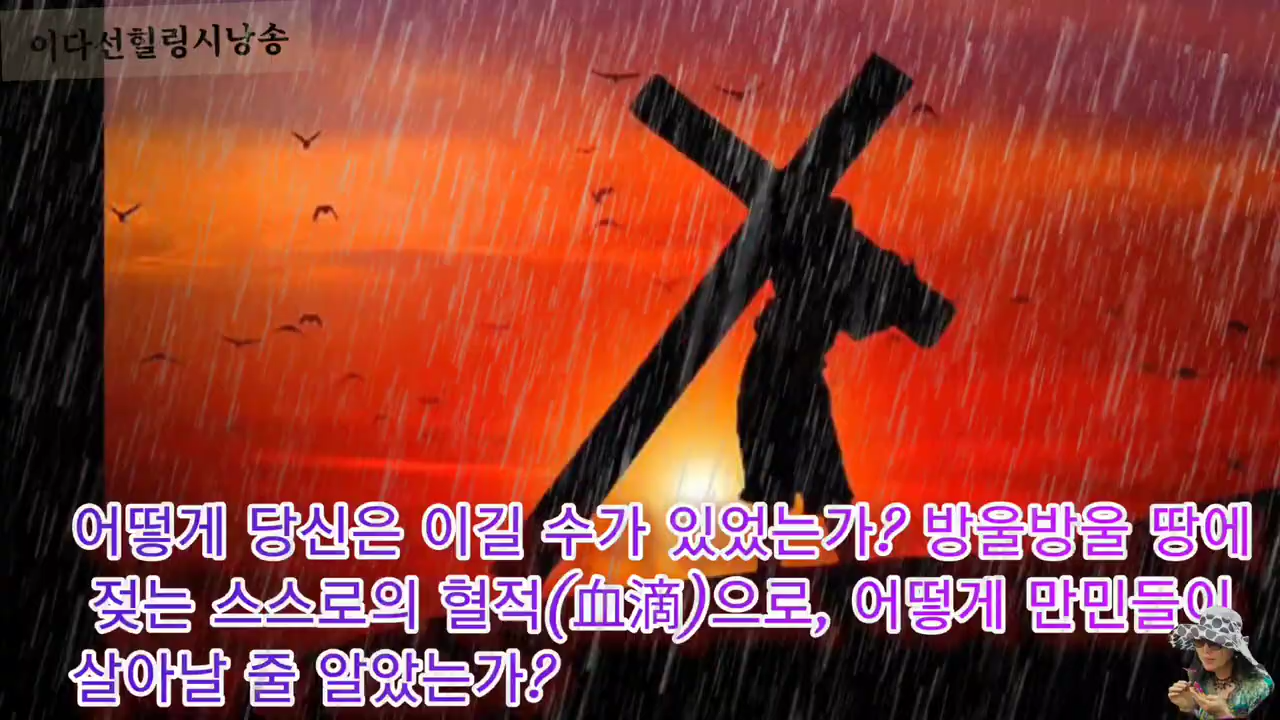 이다선힐링시낭송
어떻게 당신은 이길 수가 있었는가? 방울방울 땅에
젖는 스스로의 혈적(血滴)으로, 어떻게 만민들이
살아날 줄 알았는가?